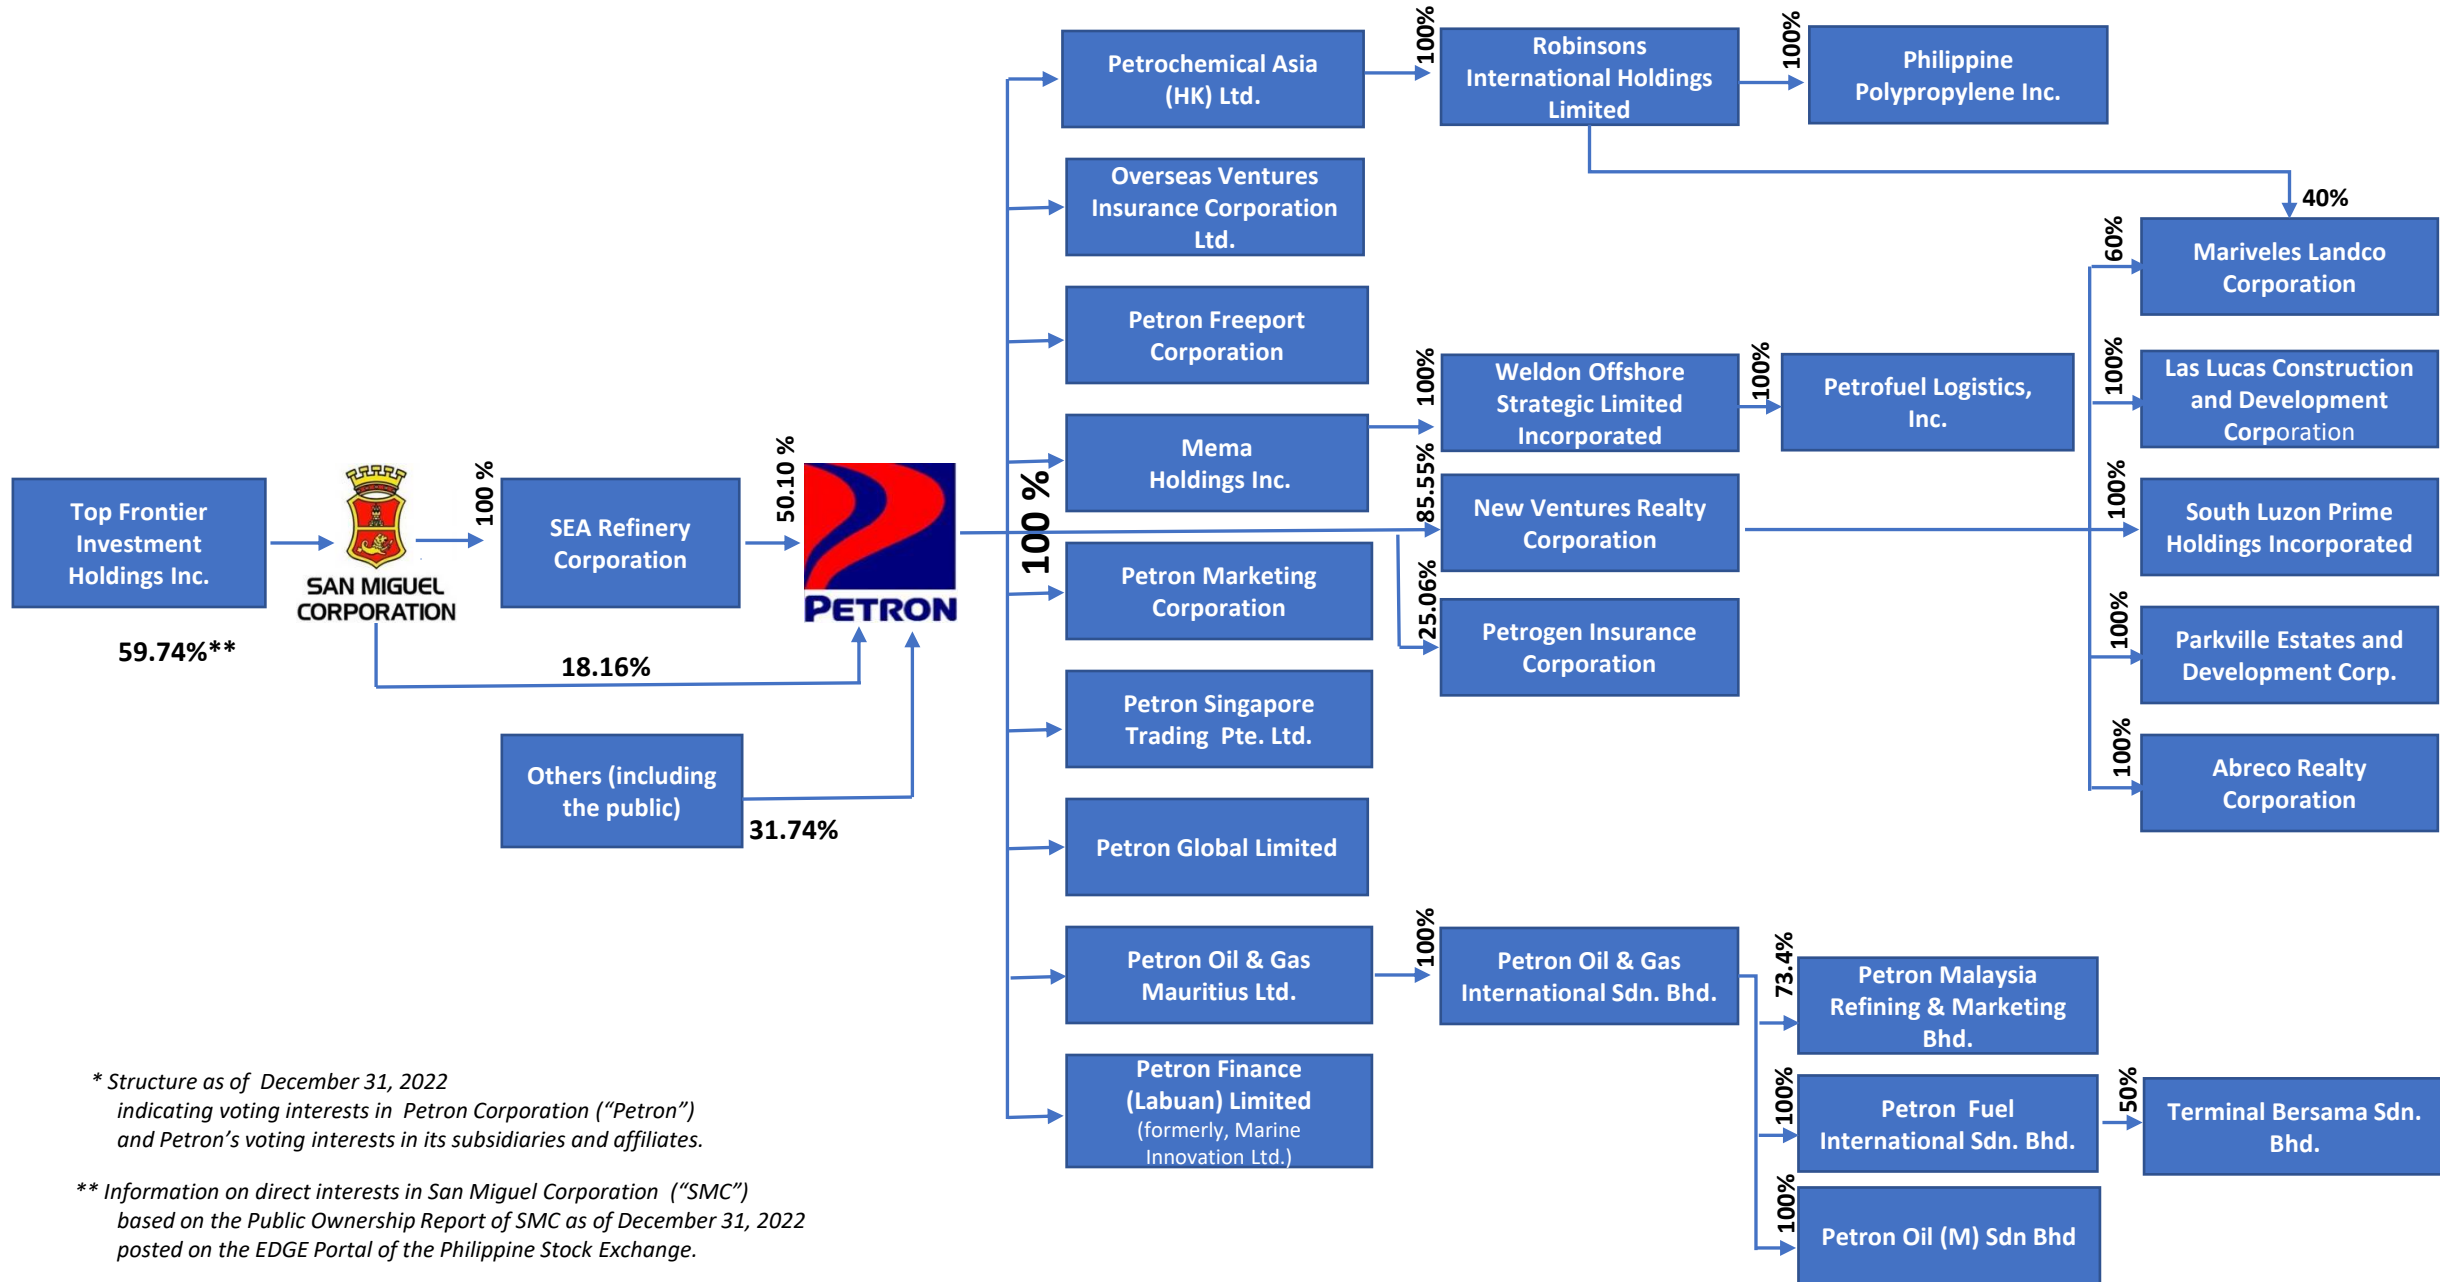 Top Frontier
Investment
Holdings Inc.
59.74%**
SAN MIGUEL
CORPORATION
100 %
SEA Refinery
Corporation
50.10 %
PETRON
18.16%
Others (including
the public)
31.74%
100 %
Petrochemical Asia
(HK) Ltd.
100%
Robinsons
International Holdings
Limited
100%
Philippine
Polypropylene Inc.
40%
Overseas Ventures
Insurance Corporation
Ltd.
Petron Freeport
Corporation
Mema
Holdings Inc.
100%
Weldon Offshore
Strategic Limited
Incorporated
100%
Petrofuel Logistics,
Inc.
85.55%
New Ventures Realty
Corporation
25.06%
Petrogen Insurance
Corporation
60%
Mariveles Landco
Corporation
100%
Las Lucas Construction
and Development
Corporation
100%
South Luzon Prime
Holdings Incorporated
100%
Parkville Estates and
Development Corp.
100%
Abreco Realty
Corporation
Petron Marketing
Corporation
Petron Singapore
Trading Pte. Ltd.
Petron Global Limited
Petron Oil & Gas
Mauritius Ltd.
100%
Petron Oil & Gas
International Sdn. Bhd.
73.4%
Petron Malaysia
Refining & Marketing
Bhd.
100%
Petron Fuel
International Sdn. Bhd.
50%
Terminal Bersama Sdn.
Bhd.
100%
Petron Oil (M) Sdn Bhd
Petron Finance
(Labuan) Limited
(formerly, Marine
Innovation Ltd.)
* Structure as of December 31, 2022
indicating voting interests in Petron Corporation (“Petron”)
and Petron’s voting interests in its subsidiaries and affiliates.
** Information on direct interests in San Miguel Corporation (“SMC”)
based on the Public Ownership Report of SMC as of December 31, 2022
posted on the EDGE Portal of the Philippine Stock Exchange.